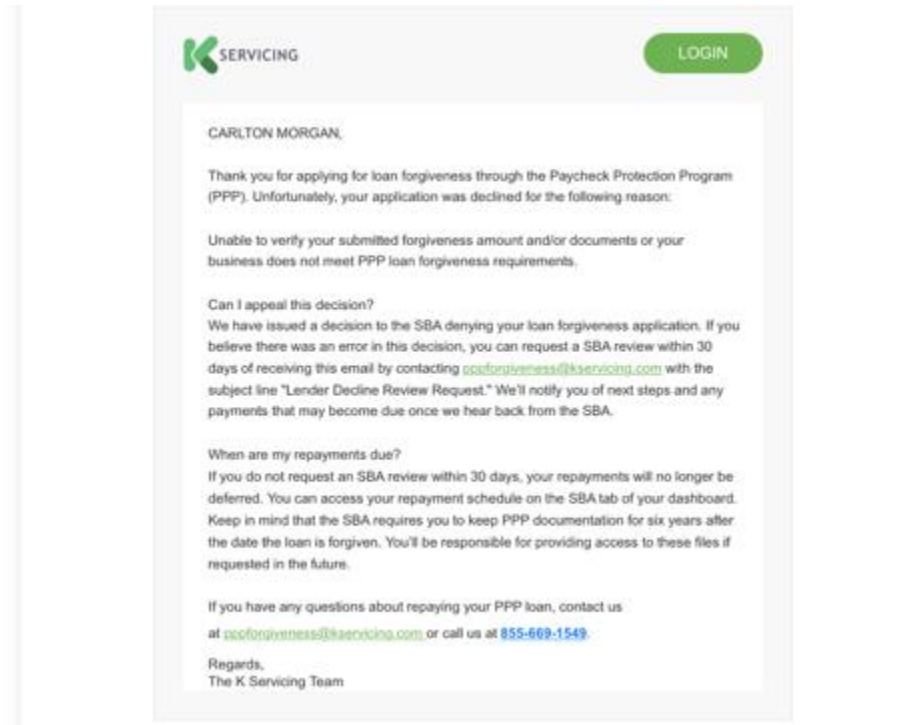 K SERVICING
LOGIN
CARLTON MORGAN,
Thank you for applying for loan forgiveness through the Paycheck Protection Program
(PPP). Unfortunately, your application was declined for the following reason:
Unable to verify your submitted forgiveness amount and/or documents or your
business does not meet PPP loan forgiveness requirements.
Can I appeal this decision?
We have issued a decision to the SBA denying your loan forgiveness application. If you
believe there was an error in this decision, you can request a SBA review within 30
days of receiving this email by contacting pppforgiveness@kservicing.com with the
subject line "Lender Decline Review Request." We'll notify you of next steps and any
payments that may become due once we hear back from the SBA.
When are my repayments due?
If you do not request an SBA review within 30 days, your repayments will no longer be
deferred. You can access your repayment schedule on the SBA tab of your dashboard.
Keep in mind that the SBA requires you to keep PPP documentation for six years after
the date the loan is forgiven. You'll be responsible for providing access to these files if
requested in the future.
If you have any questions about repaying your PPP loan, contact us
at pppforgiveness@kservicing.com or call us at 855-669-1549.
Regards,
The K Servicing Team